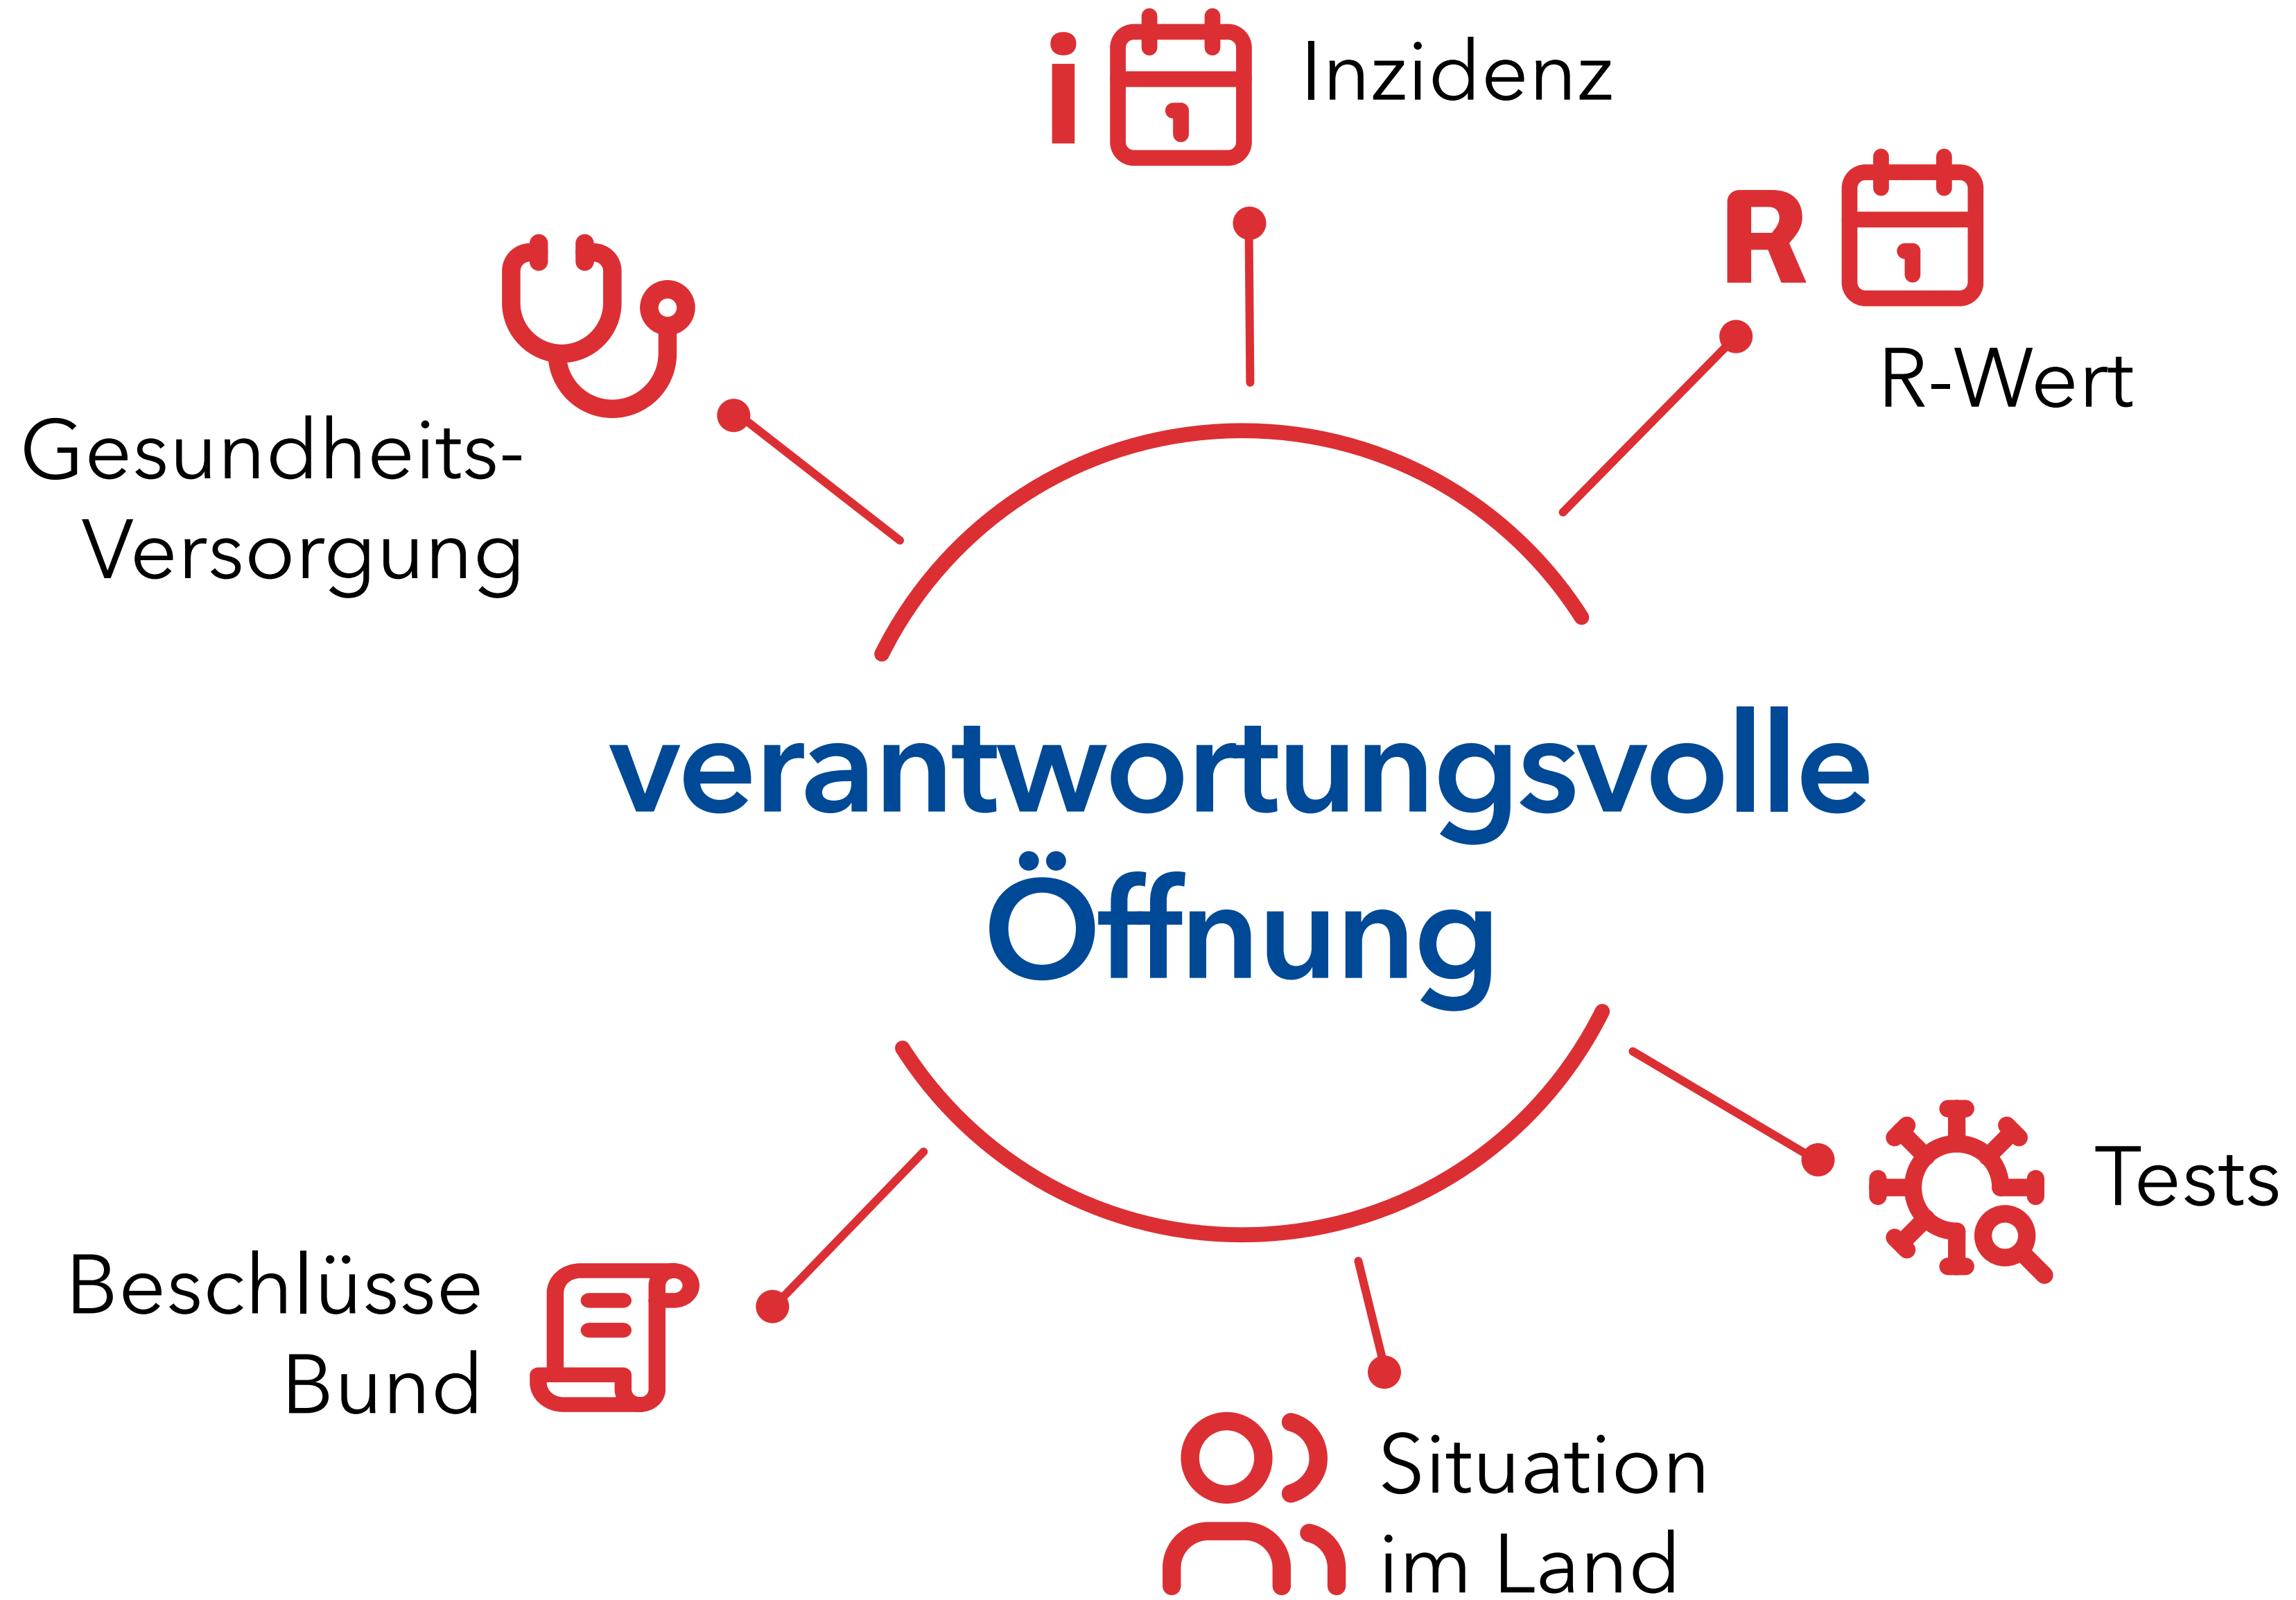 i
Inzidenz
R
R-Wert
Gesundheits-
Versorgung
verantwortungsvolle
Öffnung
Tests
Beschlüsse
Bund
Situation
im Land